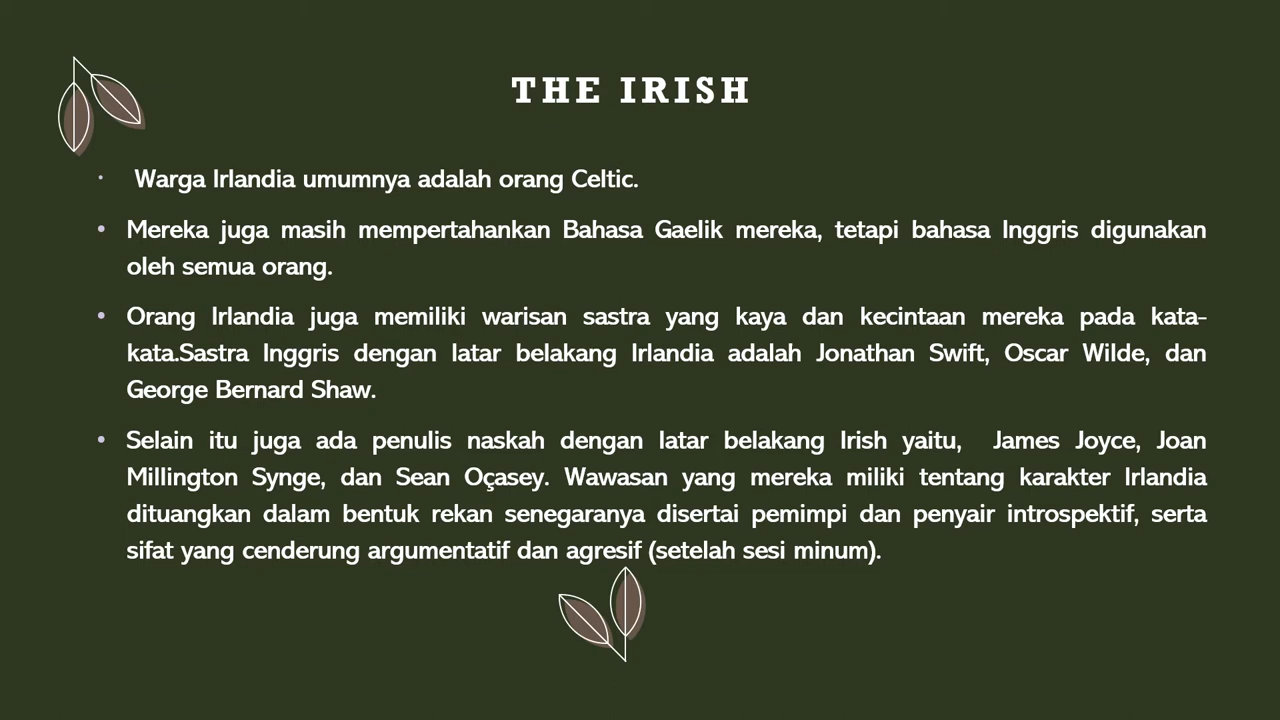 THE IRISH
• Warga Irlandia umumnya adalah orang Celtic.
• Mereka juga masih mempertahankan Bahasa Gaelik mereka, tetapi bahasa Inggris digunakan
oleh semua orang.
• Orang Irlandia juga memiliki warisan sastra yang kaya dan kecintaan mereka pada kata-
kata.Sastra Inggris dengan latar belakang Irlandia adalah Jonathan Swift, Oscar Wilde, dan
George Bernard Shaw.
• Selain itu juga ada penulis naskah dengan latar belakang Irish yaitu, James Joyce, Joan
Millington Synge, dan Sean Oçasey. Wawasan yang mereka miliki tentang karakter Irlandia
dituangkan dalam bentuk rekan senegaranya disertai pemimpi dan penyair introspektif, serta
sifat yang cenderung argumentatif dan agresif (setelah sesi minum).